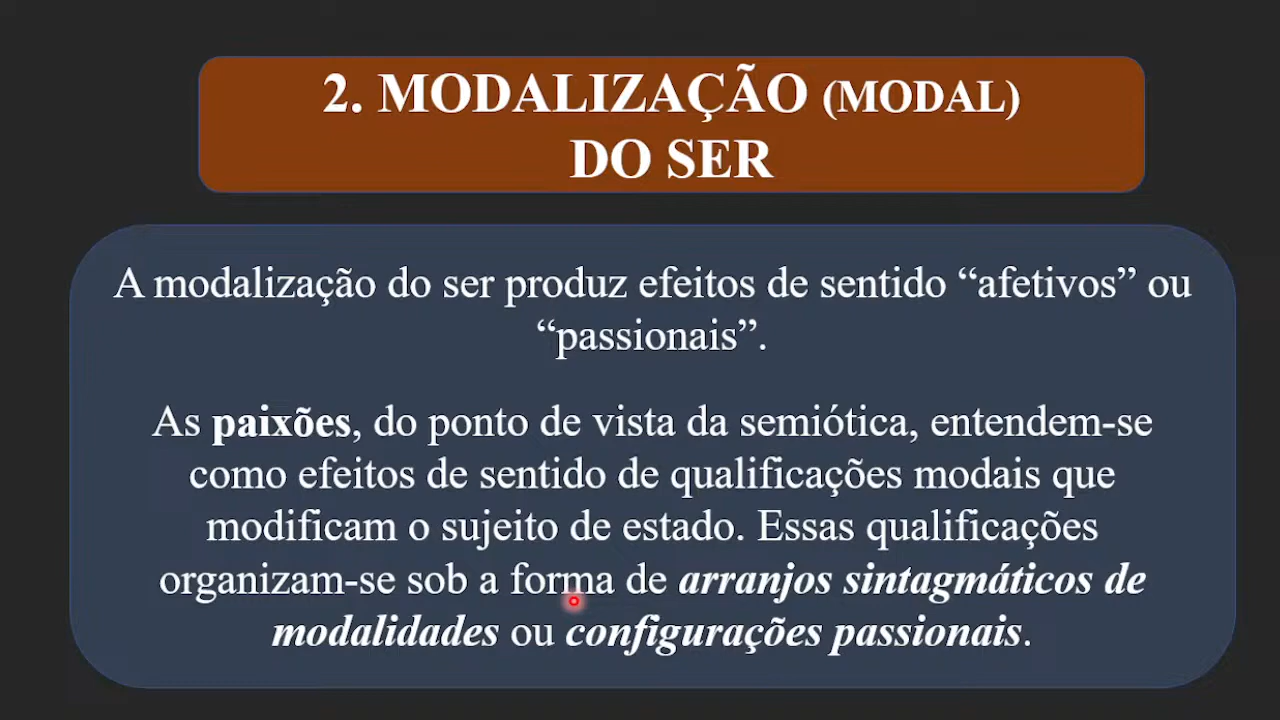 2. MODALIZAÇÃO (MODAL)
DO SER
A modalização do ser produz efeitos de sentido “afetivos” ou
“passionais”.
As paixões, do ponto de vista da semiótica, entendem-se
como efeitos de sentido de qualificações modais que
modificam o sujeito de estado. Essas qualificações
organizam-se sob a forma de arranjos sintagmáticos de
modalidades ou configurações passionais.